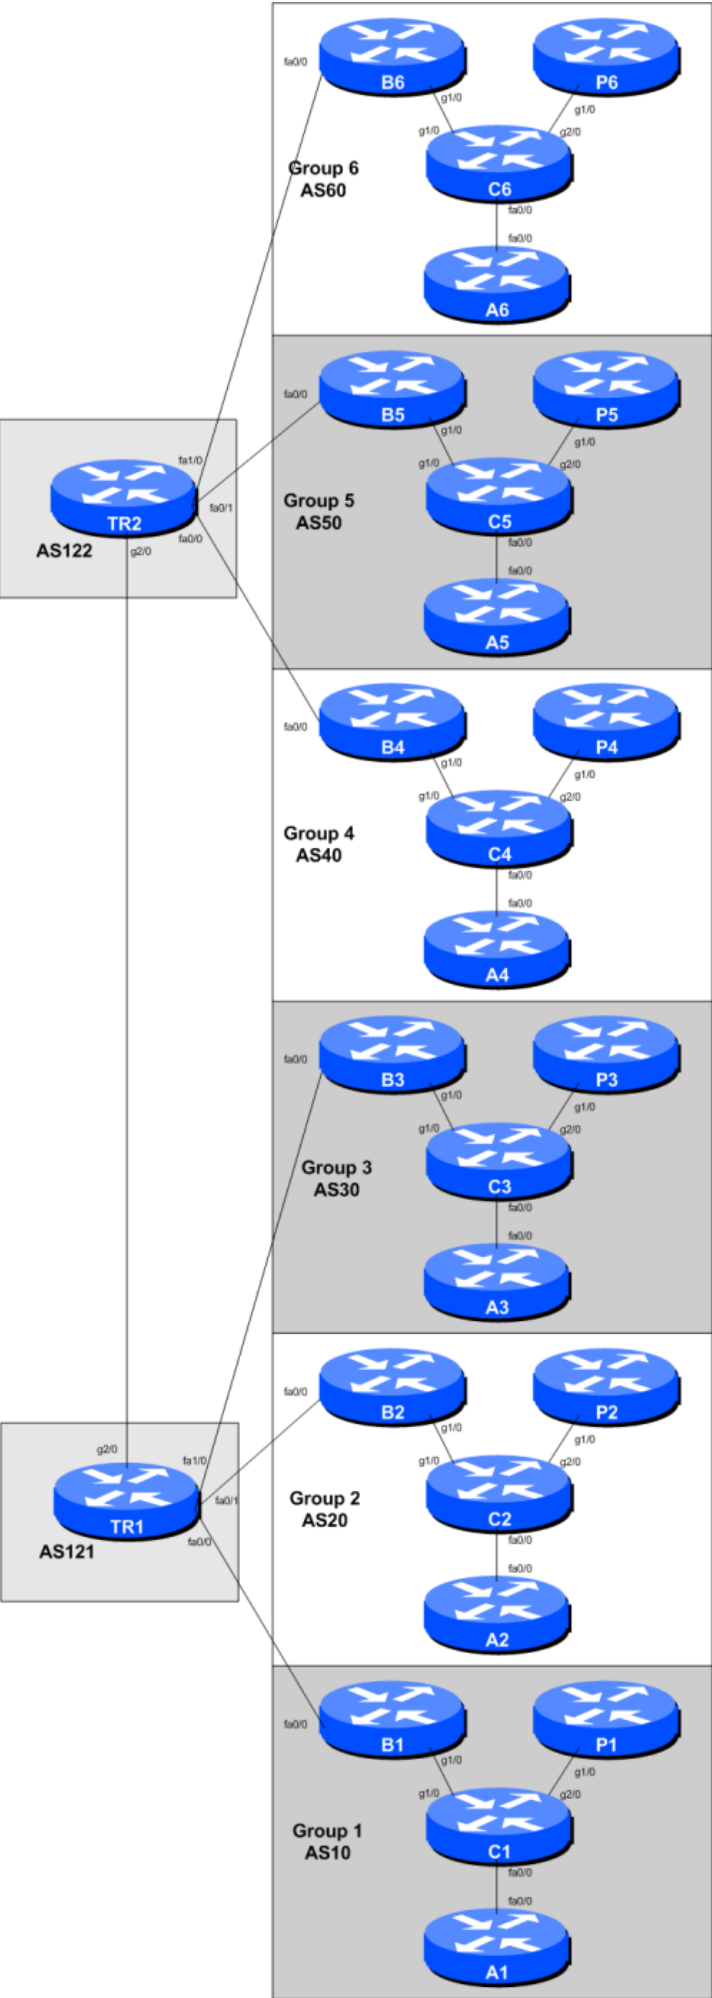 fa0/0
B6
P6
g1/0
g1/0
g1/0
g2/0
Group 6
AS60
C6
fa0/0
fa0/0
A6
fa0/0
B5
P5
g1/0
g1/0
g1/0
g2/0
fa1/0
Group 5
AS50
C5
fa0/1
TR2
fa0/0
AS122
g2/0
fa0/0
fa0/0
A5
fa0/0
B4
P4
g1/0
g1/0
g1/0
g2/0
Group 4
AS40
C4
fa0/0
fa0/0
A4
fa0/0
B3
P3
g1/0
g1/0
g1/0
g2/0
Group 3
AS30
C3
fa0/0
fa0/0
A3
fa0/0
B2
P2
g1/0
g1/0
g2/0
fa1/0
g1/0
g2/0
Group 2
AS20
C2
fa0/1
TR1
fa0/0
AS121
fa0/0
fa0/0
A2
fa0/0
B1
P1
g1/0
g1/0
g1/0
g2/0
Group 1
AS10
C1
fa0/0
fa0/0
A1